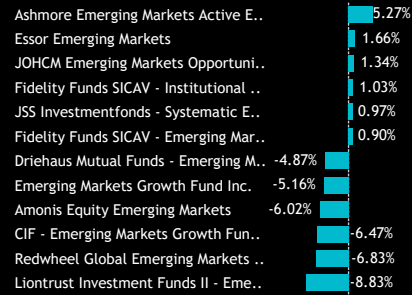 Ashmore Emerging Markets Active E.. 5.27%
Essor Emerging Markets 1.66%
JOHCM Emerging Markets Opportuni.. 1.34%
Fidelity Funds SICAV - Institutional .. 1.03%
JSS Investmentfonds - Systematic E.. 0.97%
Fidelity Funds SICAV - Emerging Mar.. 0.90%
Driehaus Mutual Funds - Emerging M.. -4.87%
Emerging Markets Growth Fund Inc. -5.16%
Amonis Equity Emerging Markets -6.02%
CIF - Emerging Markets Growth Fun.. -6.47%
Redwheel Global Emerging Markets .. -6.83%
Liontrust Investment Funds II - Eme.. -8.83%